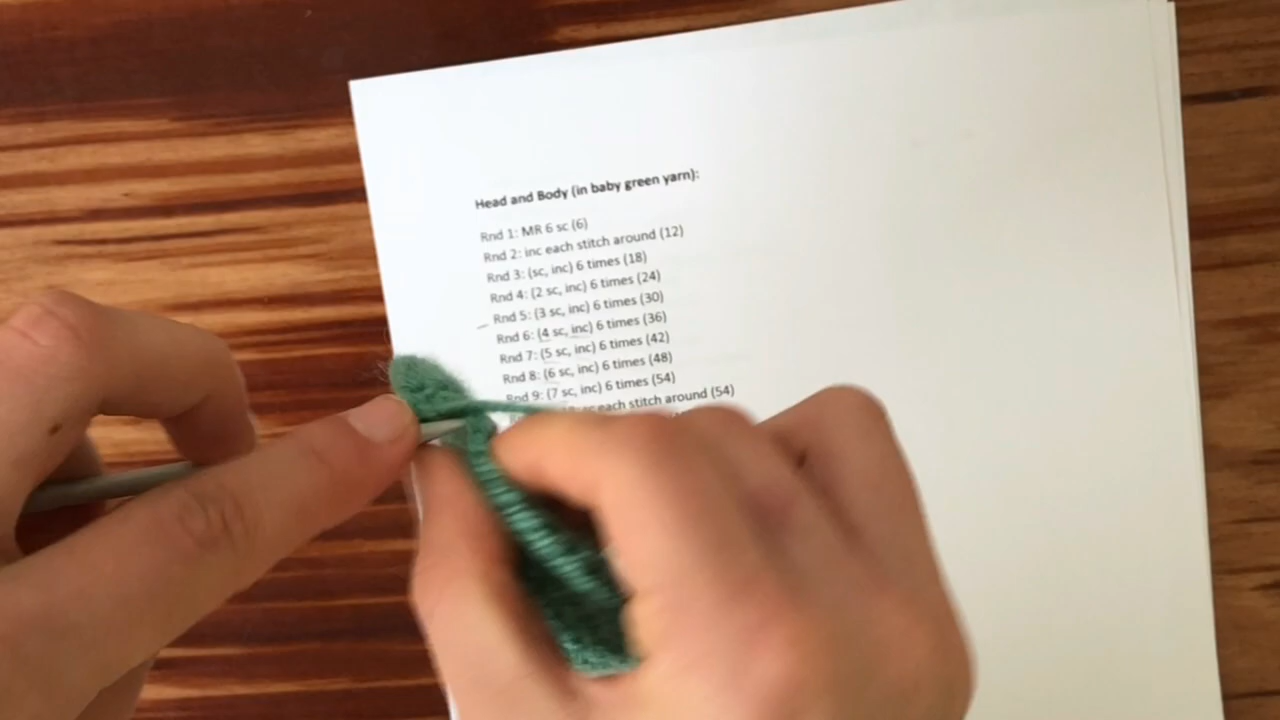 Head and Body (in baby green yarn):
Rnd 1: MR 6 sc (6)
Rnd 2: inc each stitch around (12)
Rnd 3: (sc, inc) 6 times (18)
Rnd 4: (2 sc, inc) 6 times (24)
Rnd 5: (3 sc, inc) 6 times (30)
Rnd 6: (4 sc, inc) 6 times (36)
Rnd 7: (5 sc, inc) 6 times (42)
Rnd 8: (6 sc, inc) 6 times (48)
Rnd 9: (7 sc, inc) 6 times (54)
each stitch around (54)